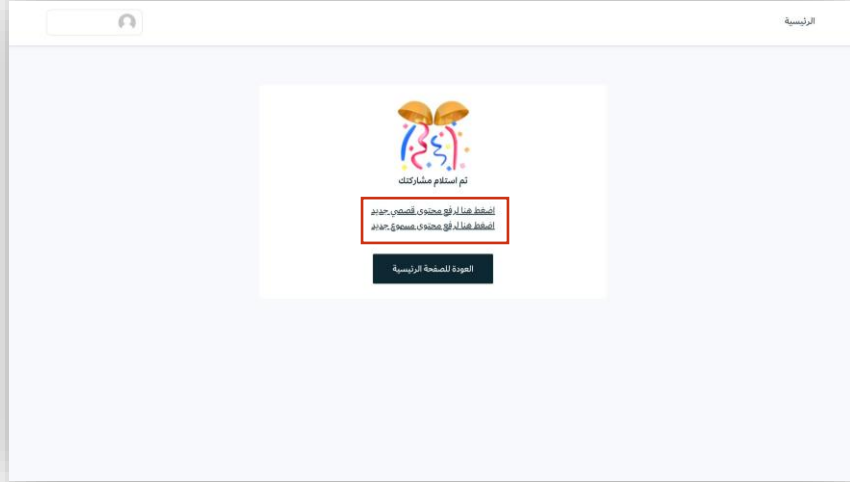 الرئيسية
تم استلام مشاركتك
اضغط هنا لرفع محتوى قصصي جديد
اضغط هنا لرفع محتوى مسموع جديد
العودة للصفحة الرئيسية